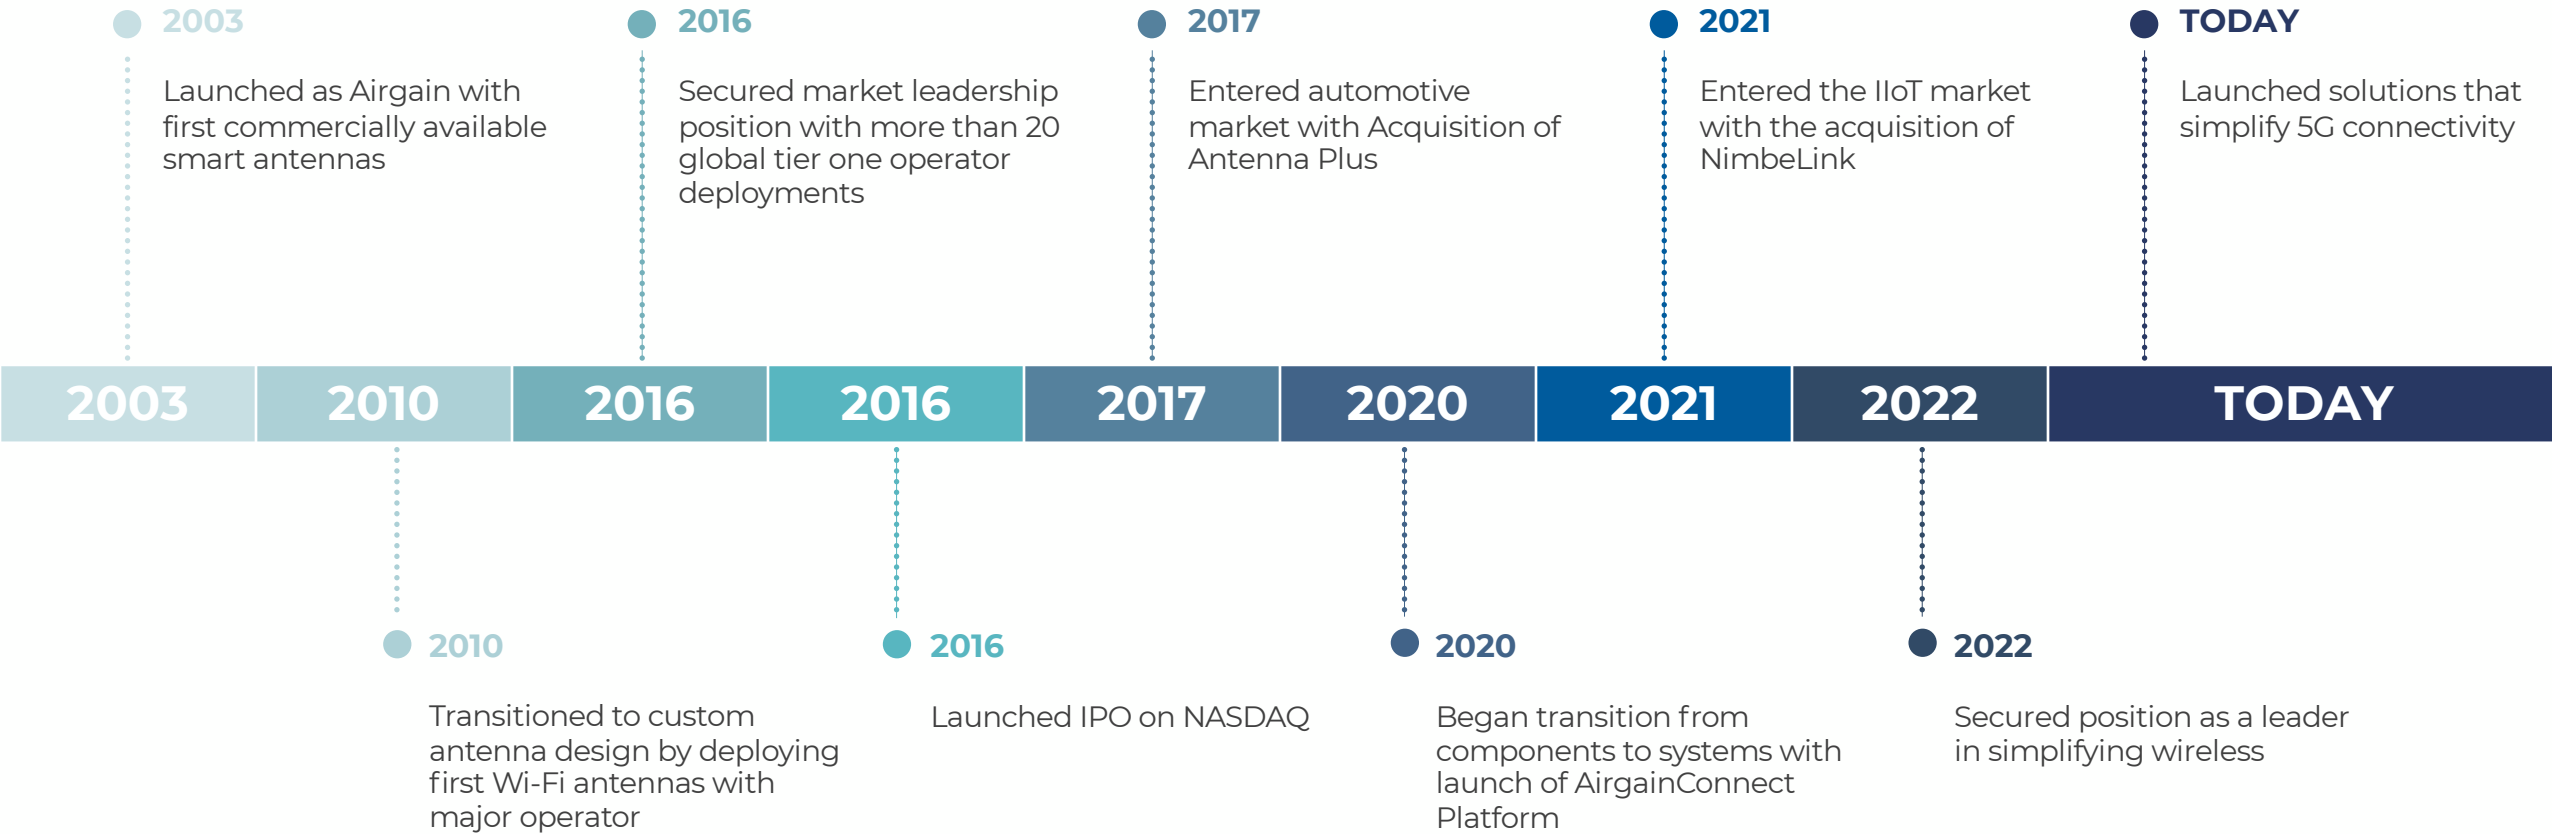 2003
Launched as Airgain with
first commercially available
smart antennas
2016
Secured market leadership
position with more than 20
global tier one operator
deployments
2017
Entered automotive
market with Acquisition of
Antenna Plus
2021
Entered the IIoT market
with the acquisition of
NimbeLink
TODAY
Launched solutions that
simplify 5G connectivity
2003
2010
2016
2016
2017
2020
2021
2022
TODAY
2010
Transitioned to custom
antenna design by deploying
first Wi-Fi antennas with
major operator
2016
Launched IPO on NASDAQ
2020
Began transition from
components to systems with
launch of AirgainConnect
Platform
2022
Secured position as a leader
in simplifying wireless